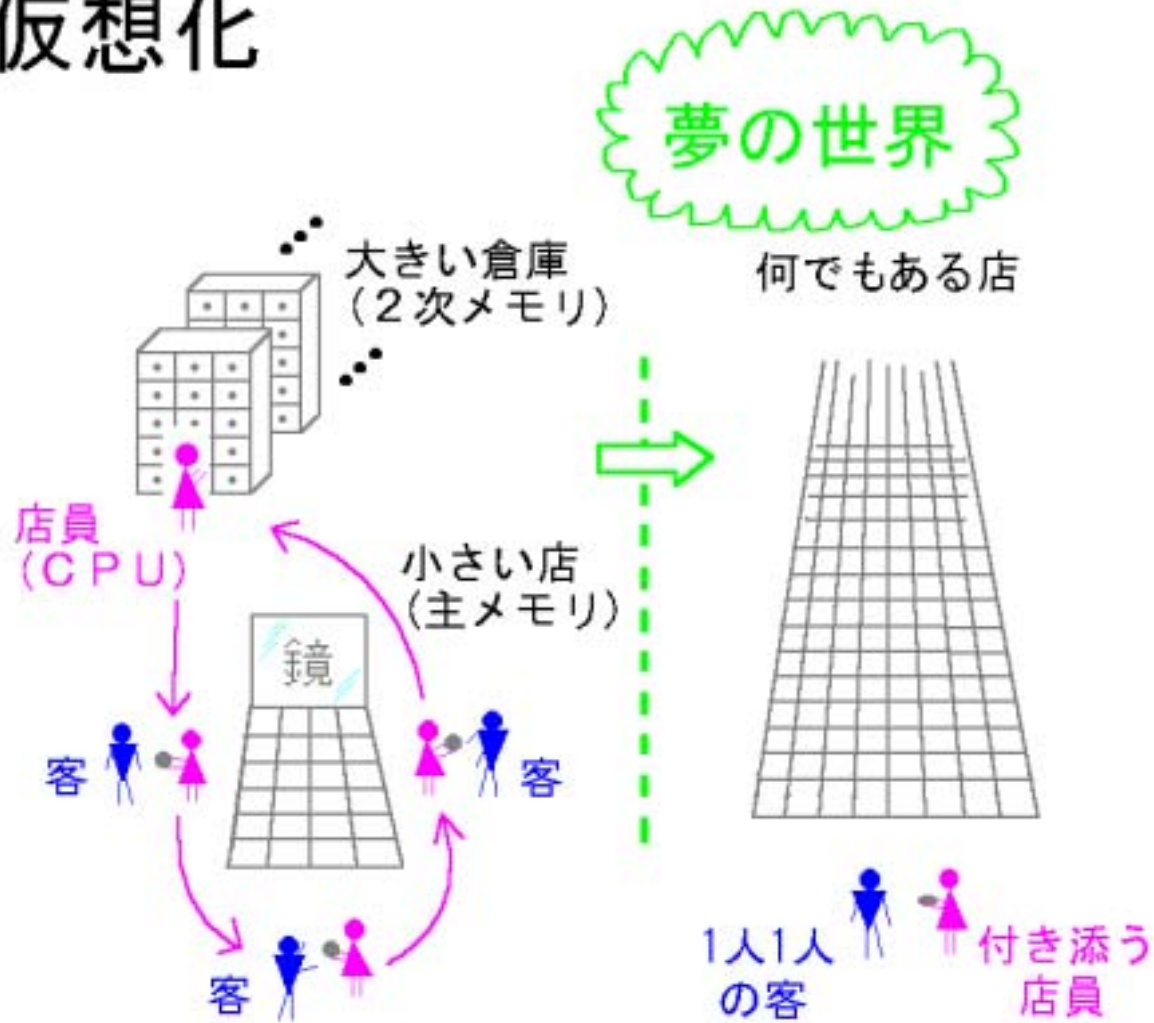 仮想化
夢の世界
大きい倉庫
（２次メモリ）
何でもある店
店員
（ＣＰＵ）
小さい店
（主メモリ）
鏡
客
客
客
1人1人
の客
付き添う
店員